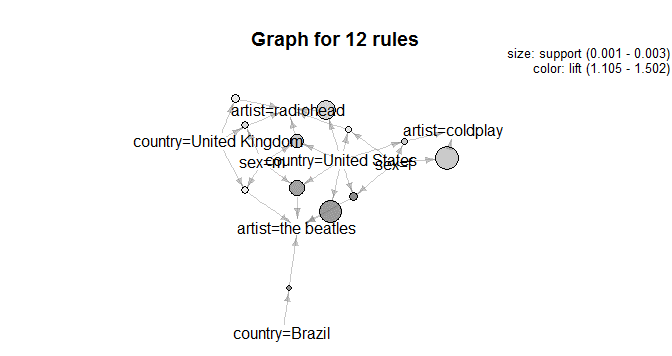 Graph for 12 rules
size: support (0.001 - 0.003)
color: lift (1.105 - 1.502)
artist=radiohead
artist=coldplay
country=United Kingdom
country=United States
sex=m
sex=f
artist=the beatles
country=Brazil